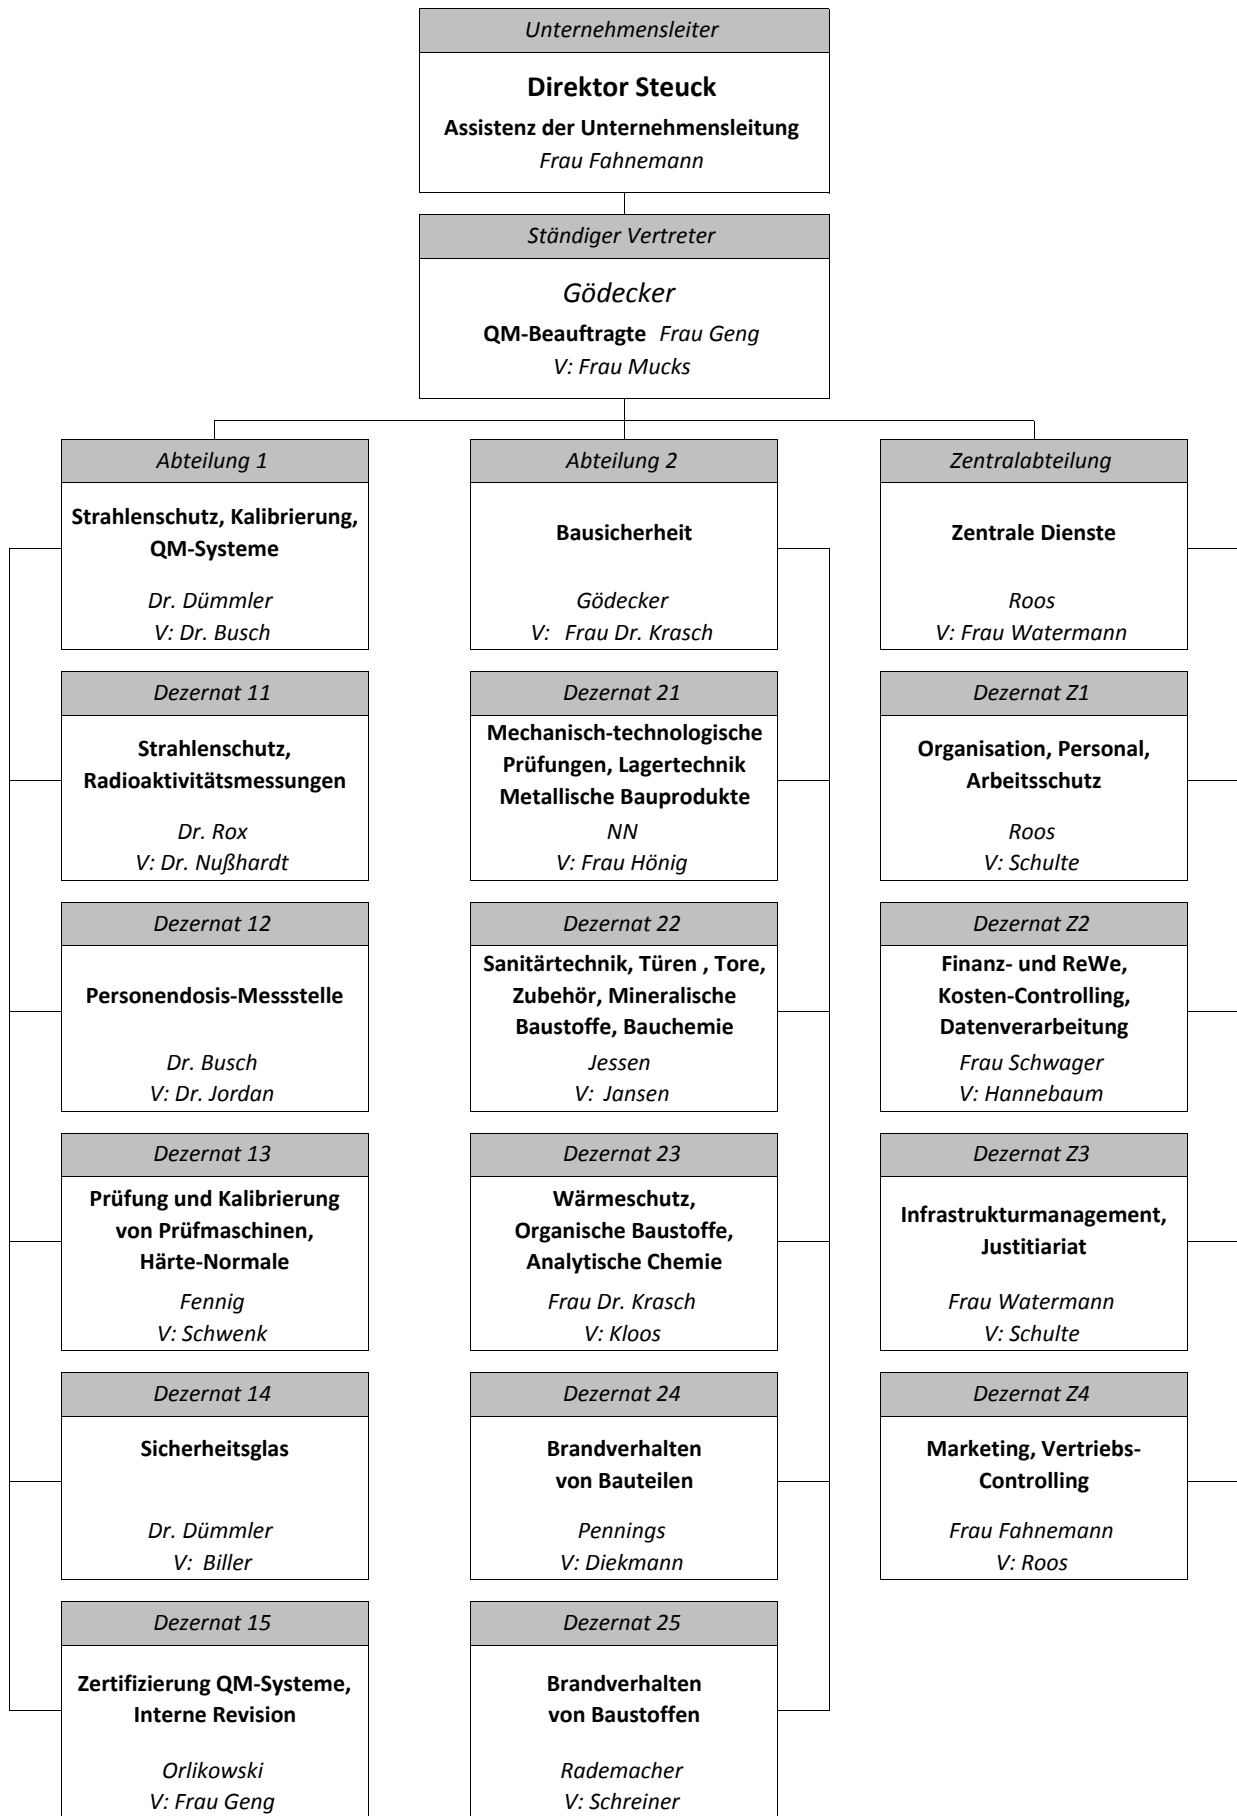 Unternehmensleiter
Direktor Steuck
Assistenz der Unternehmensleitung
Frau Fahnemann
Ständiger Vertreter
Gödecker
QM-Beauftragte Frau Geng
V: Frau Mucks
Abteilung 1
Strahlenschutz, Kalibrierung,
QM-Systeme
Dr. Dümmler
V: Dr. Busch
Dezernat 11
Strahlenschutz,
Radioaktivitätsmessungen
Dr. Rox
V: Dr. Nußhardt
Dezernat 12
Personendosis-Messstelle
Dr. Busch
V: Dr. Jordan
Dezernat 13
Prüfung und Kalibrierung
von Prüfmaschinen,
Härte-Normale
Fennig
V: Schwenk
Dezernat 14
Sicherheitsglas
Dr. Dümmler
V: Biller
Dezernat 15
Zertifizierung QM-Systeme,
Interne Revision
Orlikowski
V: Frau Geng
Abteilung 2
Bausicherheit
Gödecker
V: Frau Dr. Krasch
Dezernat 21
Mechanisch-technologische
Prüfungen, Lagertechnik
Metallische Bauprodukte
NN
V: Frau Hönig
Dezernat 22
Sanitärtechnik, Türen , Tore,
Zubehör, Mineralische
Baustoffe, Bauchemie
Jessen
V: Jansen
Dezernat 23
Wärmeschutz,
Organische Baustoffe,
Analytische Chemie
Frau Dr. Krasch
V: Kloos
Dezernat 24
Brandverhalten
von Bauteilen
Pennings
V: Diekmann
Dezernat 25
Brandverhalten
von Baustoffen
Rademacher
V: Schreiner
Zentralabteilung
Zentrale Dienste
Roos
V: Frau Watermann
Dezernat Z1
Organisation, Personal,
Arbeitsschutz
Roos
V: Schulte
Dezernat Z2
Finanz- und ReWe,
Kosten-Controlling,
Datenverarbeitung
Frau Schwager
V: Hannebaum
Dezernat Z3
Infrastrukturmanagement,
Justitiariat
Frau Watermann
V: Schulte
Dezernat Z4
Marketing, Vertriebs-
Controlling
Frau Fahnemann
V: Roos